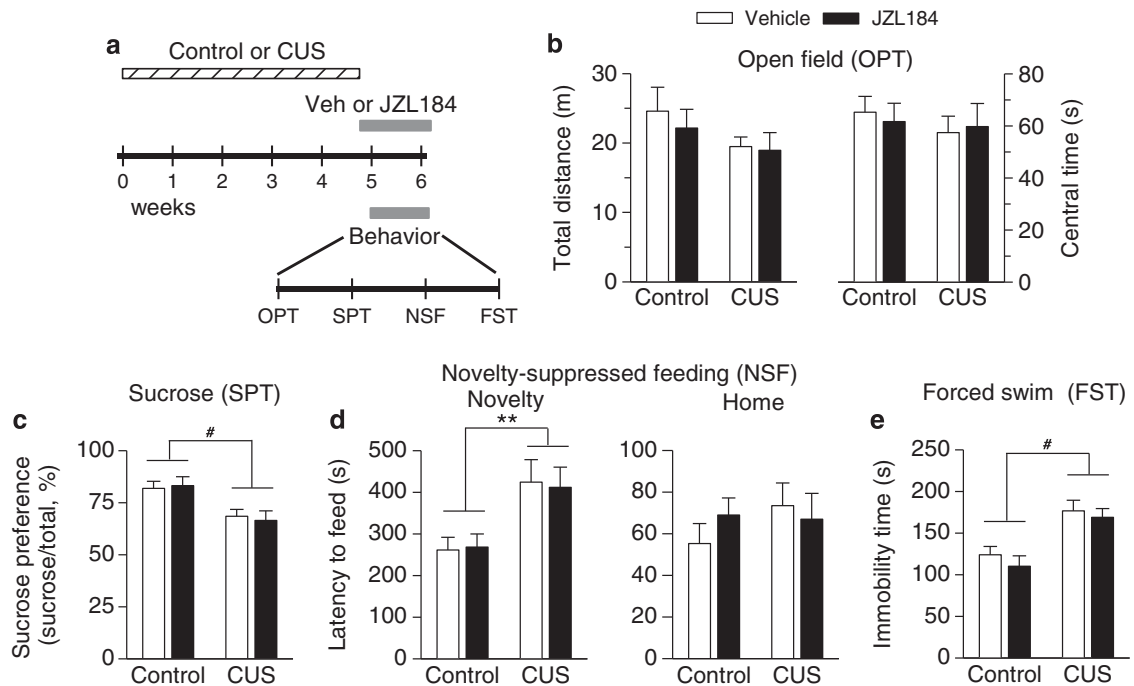 Vehicle JZL184
a
Control or CUS
Veh or JZL184
0 1 2 3 4 5 6
weeks
Behavior
OPT SPT NSF FST
b
Open field (OPT)
Total distance (m)
30
20
10
0
Control CUS
Control CUS
80
60
40
20
0
Central time (s)
c
Sucrose (SPT)
#
Sucrose preference
(sucrose/total, %)
100
75
50
25
0
Control CUS
d
Novelty-suppressed feeding (NSF)
Novelty
**
Latency to feed (s)
500
400
300
200
100
0
Control CUS
Home
100
80
60
40
20
0
Control CUS
e
Forced swim (FST)
#
Immobility time (s)
250
200
150
100
50
0
Control CUS